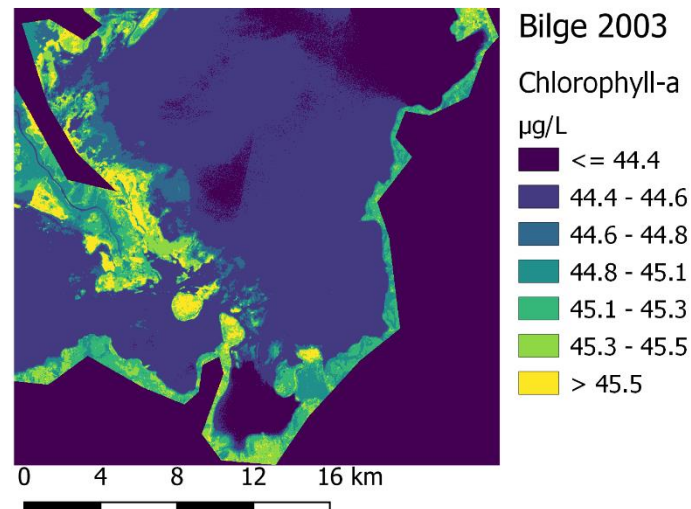 Bilge 2003
Chlorophyll-a
µg/L
<= 44.4
44.4 - 44.6
44.6 - 44.8
44.8 - 45.1
45.1 - 45.3
45.3 - 45.5
> 45.5
0 4 8 12 16 km